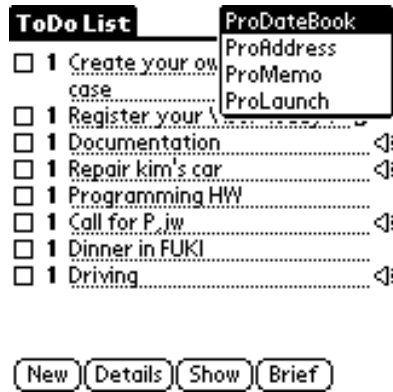 ToDo List
ProDateBook
ProAddress
ProMemo
ProLaunch
1 Create your ow
case
1 Register your
1 Documentation
1 Repair kim's car
1 Programming HW
1 Call for P,jw
1 Dinner in FUKI
1 Driving
New Details Show Brief